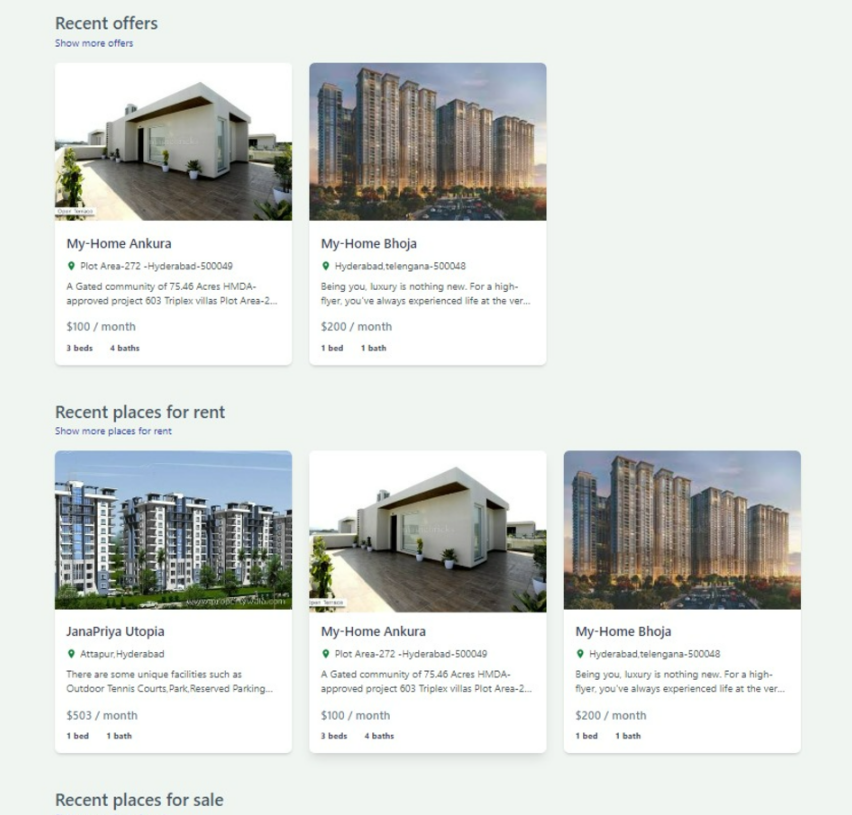 Recent offers
Show more offers
Open Terrace
My-Home Ankura
Plot Area-272 -Hyderabad-500049
A Gated community of 75.46 Acres HMDA-
approved project 603 Triplex villas Plot Area-2...
$100 / month
3 beds 4 baths
My-Home Bhoja
Hyderabad,telengana-500048
Being you, luxury is nothing new. For a high-
flyer, you've always experienced life at the ver...
$200 / month
1 bed 1 bath
Recent places for rent
Show more places for rent
www.propertywala.com
JanaPriya Utopia
Attapur,Hyderabad
There are some unique facilities such as
Outdoor Tennis Courts,Park,Reserved Parking...
$503 / month
1 bed 1 bath
Open Terrace
My-Home Ankura
Plot Area-272 -Hyderabad-500049
A Gated community of 75.46 Acres HMDA-
approved project 603 Triplex villas Plot Area-2...
$100 / month
3 beds 4 baths
My-Home Bhoja
Hyderabad,telengana-500048
Being you, luxury is nothing new. For a high-
flyer, you've always experienced life at the ver...
$200 / month
1 bed 1 bath
Recent places for sale